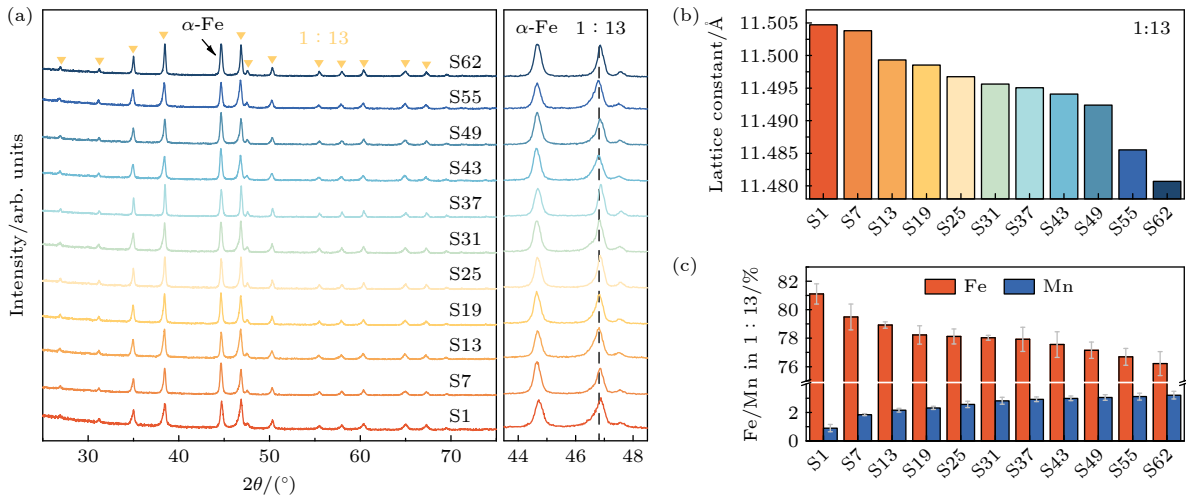 (a)
α-Fe
1 : 13
S62
S55
S49
S43
S37
S31
S25
S19
S13
S7
S1
Intensity/arb. units
30 40 50 60 70
2θ/(°)
α-Fe 1 : 13
44 46 48
(b)
1:13
Lattice constant/Å
11.505
11.500
11.495
11.490
11.485
11.480
S1 S7 S13 S19 S25 S31 S37 S43 S49 S55 S62
(c)
Fe Mn
Fe/Mn in 1 : 13/%
82
80
78
76
2
0
S1 S7 S13 S19 S25 S31 S37 S43 S49 S55 S62